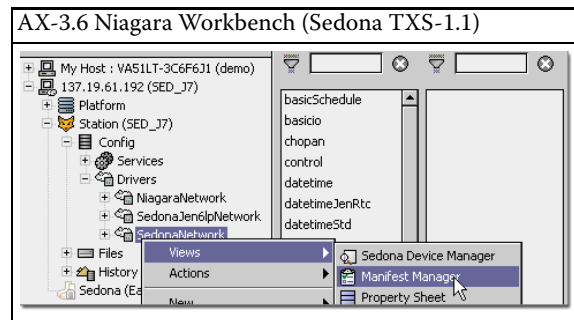 AX-3.6 Niagara Workbench (Sedona TXS-1.1)
My Host : VA51LT-3C6F6J1 (demo)
137.19.61.192 (SED_J7)
Platform
Station (SED_J7)
Config
Services
Drivers
NiagaraNetwork
SedonaJen6lpNetwork
SedonaNetwork
Files
History
Sedona (Ea
basicSchedule
basicio
chopan
control
datetime
datetimeJenRtc
datetimeStd
Views
Actions
New
Sedona Device Manager
Manifest Manager
Property Sheet